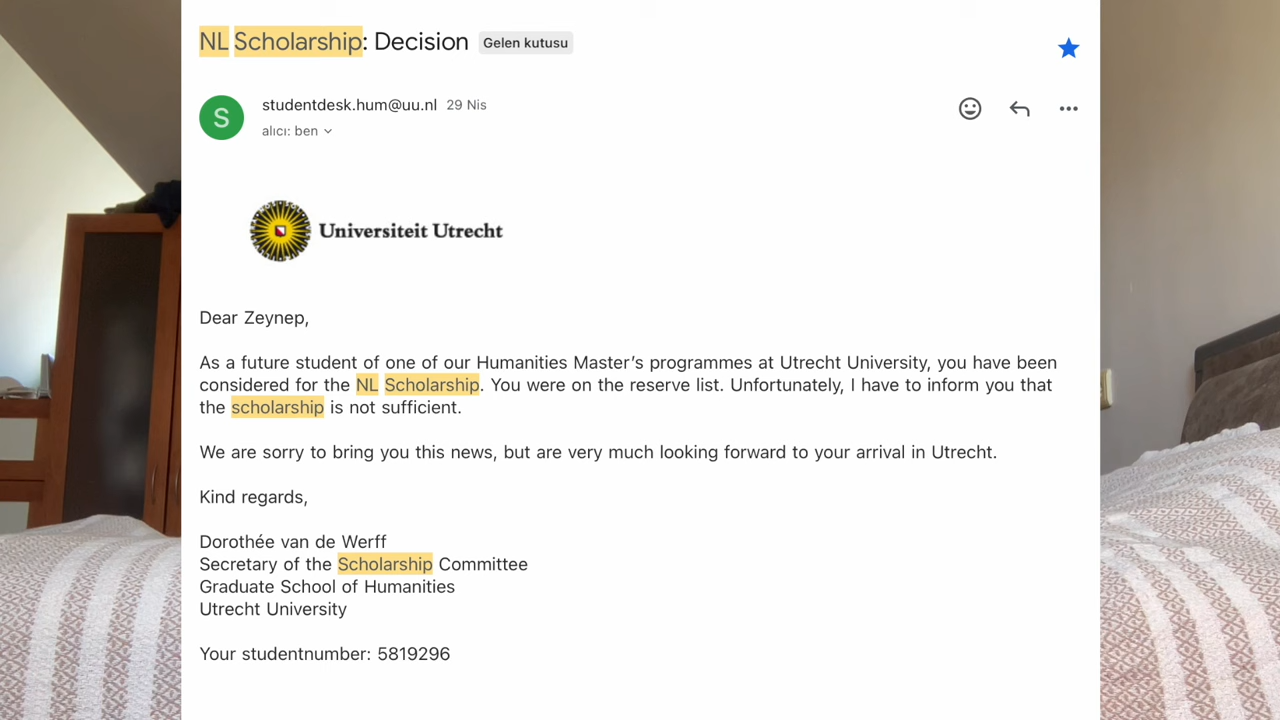 NL Scholarship: Decision Gelen kutusu
S
studentdesk.hum@uu.nl 29 Nis
alıcı: ben
Universiteit Utrecht
Dear Zeynep,
As a future student of one of our Humanities Master's programmes at Utrecht University, you have been
considered for the NL Scholarship. You were on the reserve list. Unfortunately, I have to inform you that
the scholarship is not sufficient.
We are sorry to bring you this news, but are very much looking forward to your arrival in Utrecht.
Kind regards,
Dorothée van de Werff
Secretary of the Scholarship Committee
Graduate School of Humanities
Utrecht University
Your studentnumber: 5819296